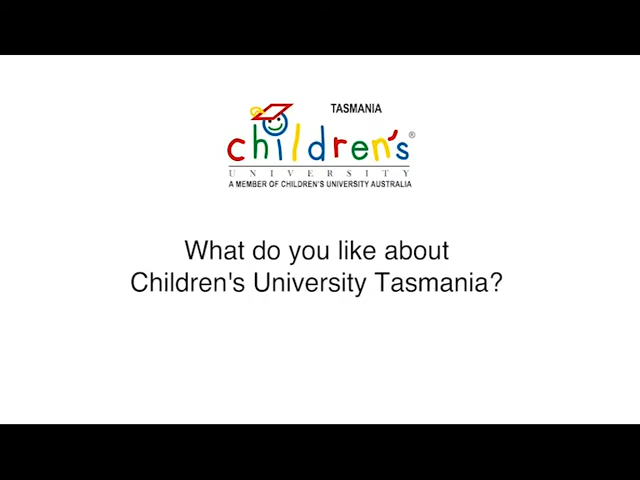 TASMANIA
children's®
UNIVERSITY
A MEMBER OF CHILDREN'S UNIVERSITY AUSTRALIA
What do you like about
Children's University Tasmania?